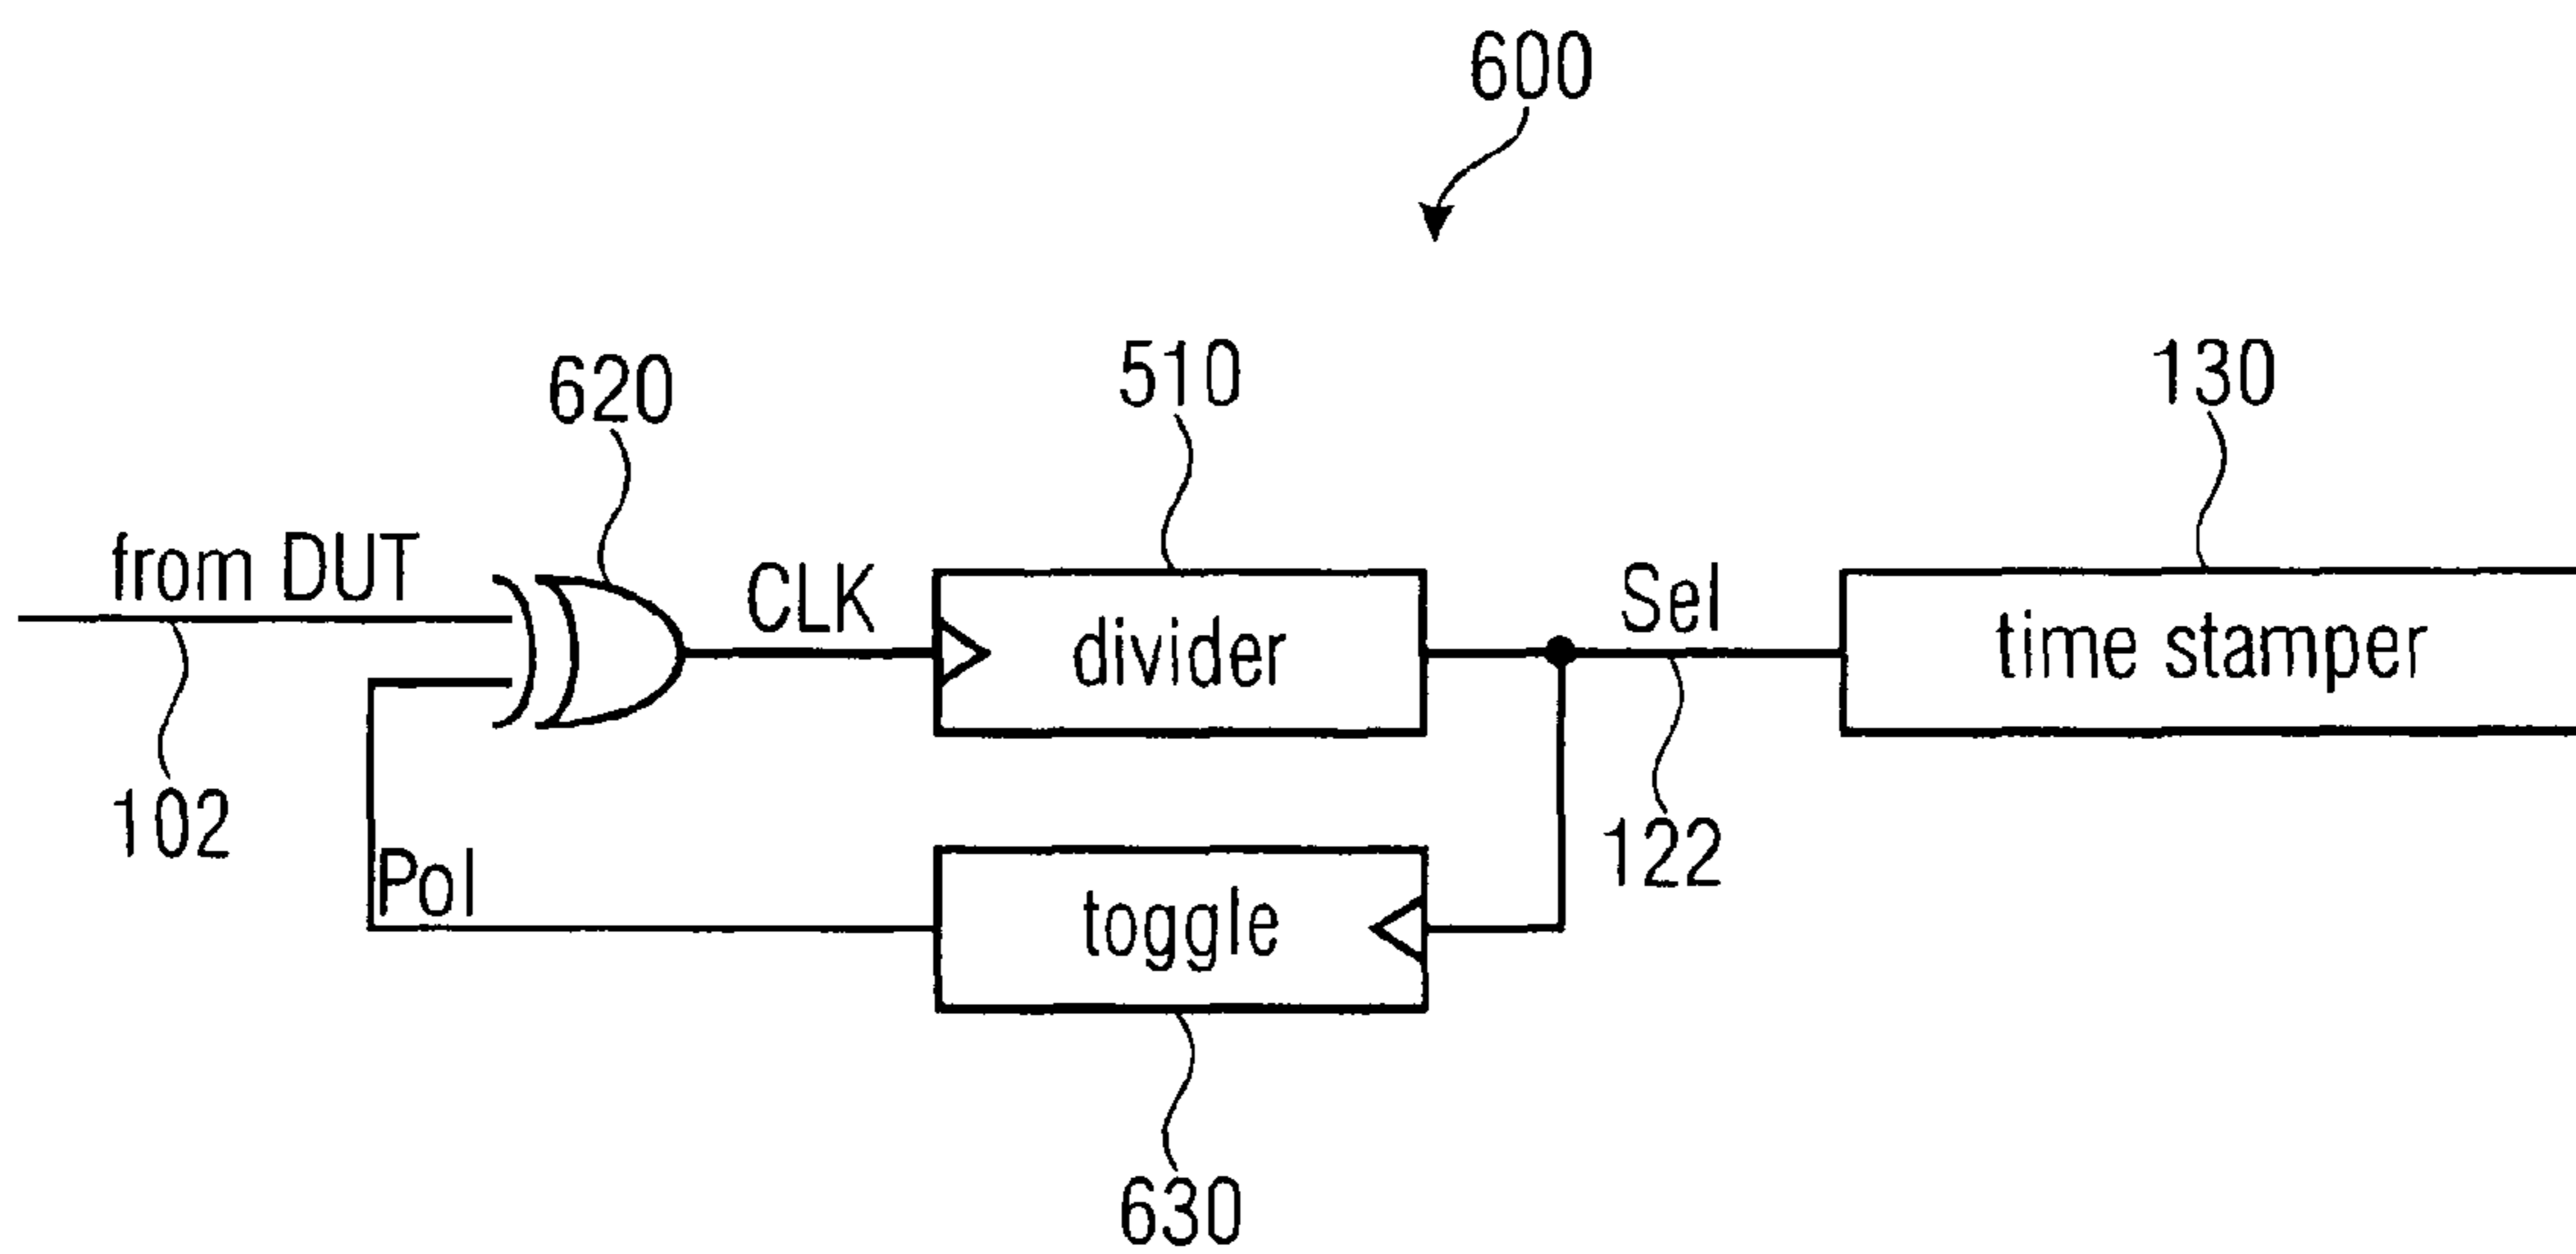 600
620
510
130
from DUT
CLK
divider
Sel
time stamper
102
Pol
toggle
122
630